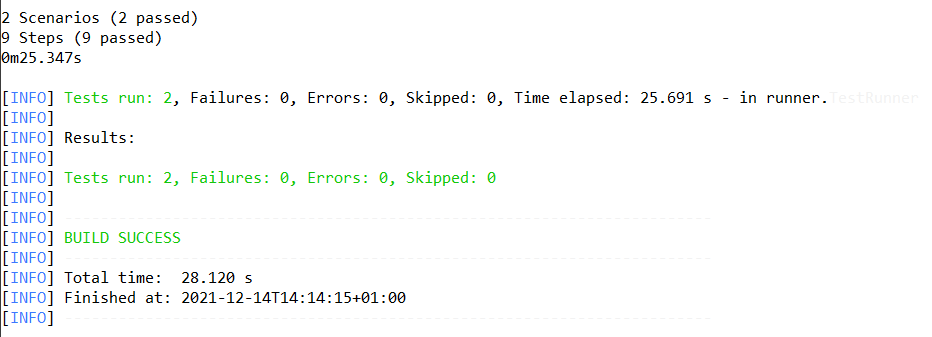 2 Scenarios (2 passed)
9 Steps (9 passed)
0m25.347s
[INFO] Tests run: 2, Failures: 0, Errors: 0, Skipped: 0, Time elapsed: 25.691 s - in runner.TestRunner
[INFO]
[INFO] Results:
[INFO]
[INFO] Tests run: 2, Failures: 0, Errors: 0, Skipped: 0
[INFO]
[INFO] ------------------------------------------------------------------------
[INFO] BUILD SUCCESS
[INFO] ------------------------------------------------------------------------
[INFO] Total time:  28.120 s
[INFO] Finished at: 2021-12-14T14:14:15+01:00
[INFO] ------------------------------------------------------------------------